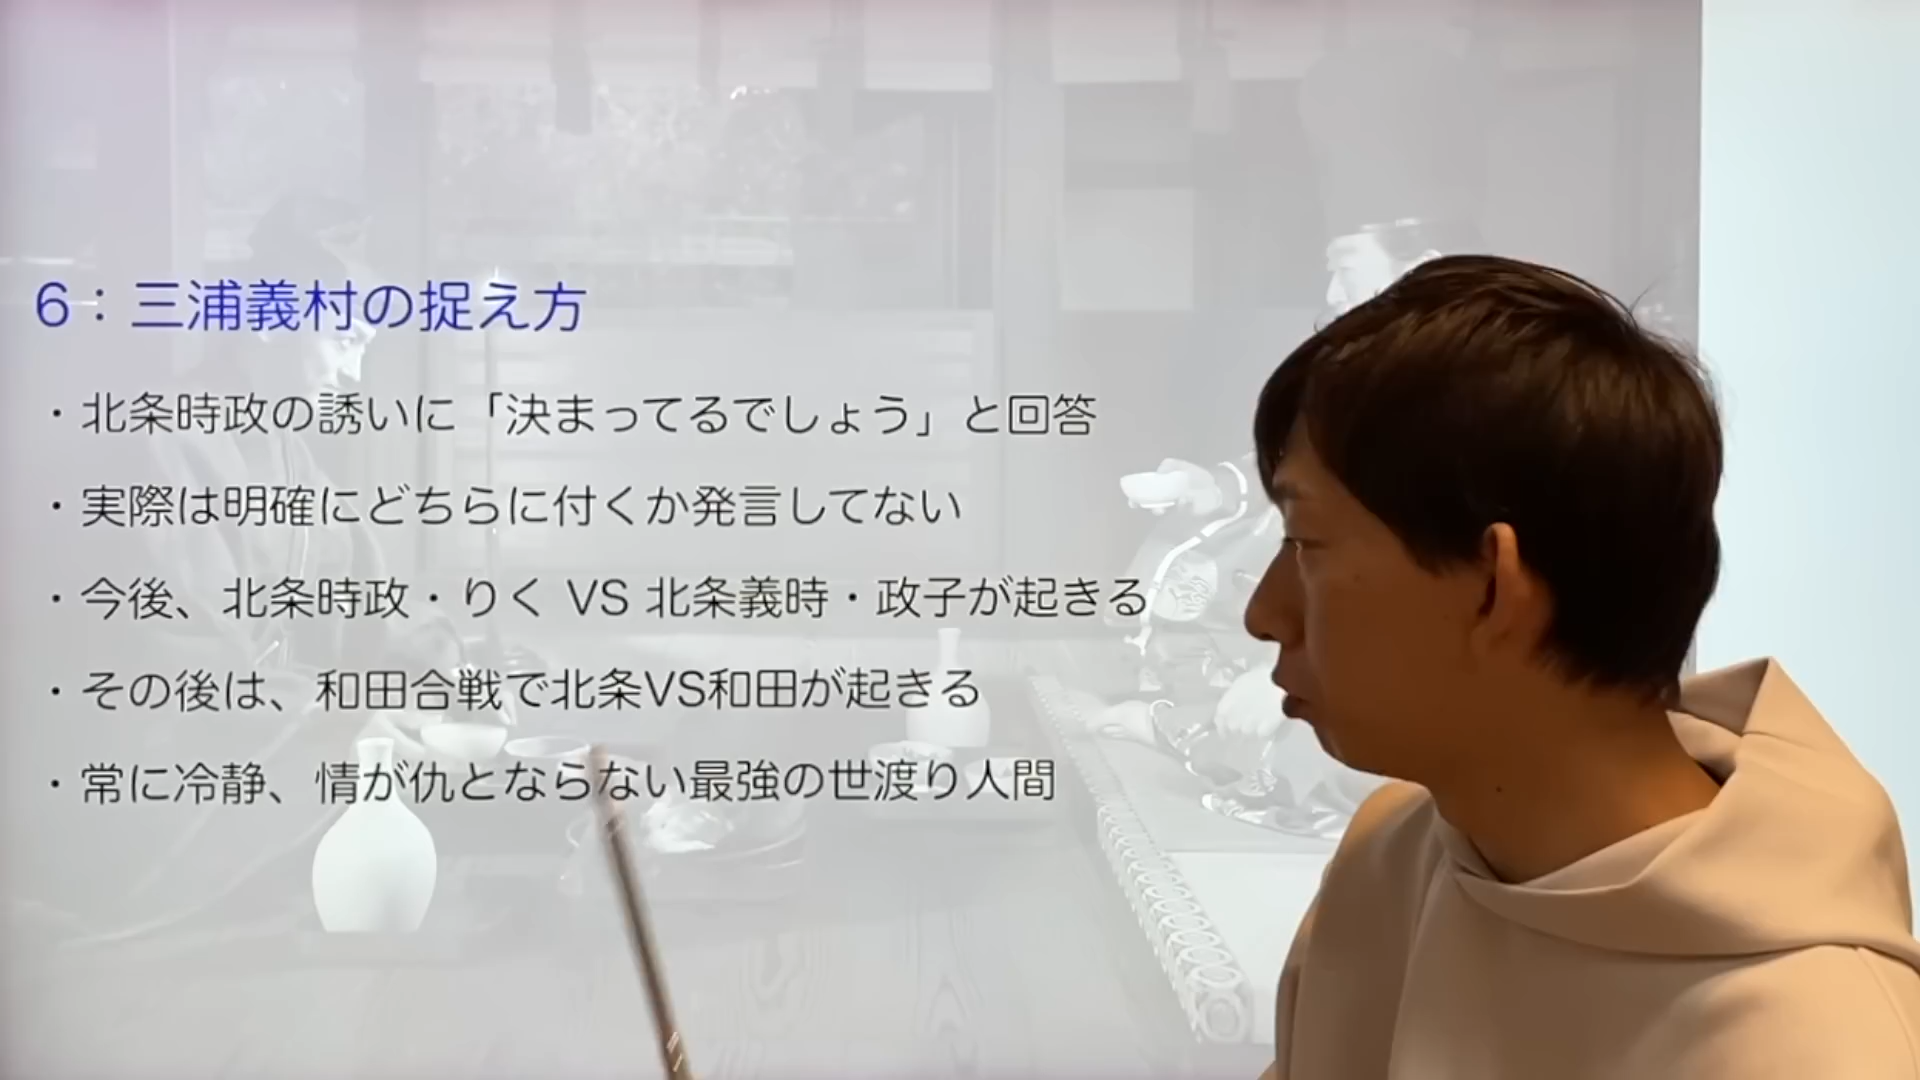 6：三浦義村の捉え方
・北条時政の誘いに「決まってるでしょう」と回答
・実際は明確にどちらに付くか発言してない
・今後、北条時政・りく VS 北条義時・政子が起きる
・その後は、和田合戦で北条VS和田が起きる
・常に冷静、情が仇とならない最強の世渡り人間